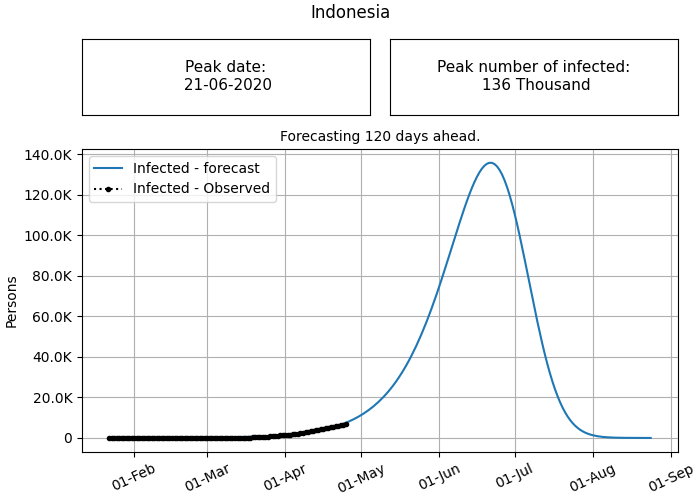 Indonesia
Peak date:
21-06-2020
Peak number of infected:
136 Thousand
Forecasting 120 days ahead.
Infected - forecast
Infected - Observed
140.0K
120.0K
100.0K
80.0K
60.0K
40.0K
20.0K
0
Persons
01-Feb
01-Mar
01-Apr
01-May
01-Jun
01-Jul
01-Aug
01-Sep